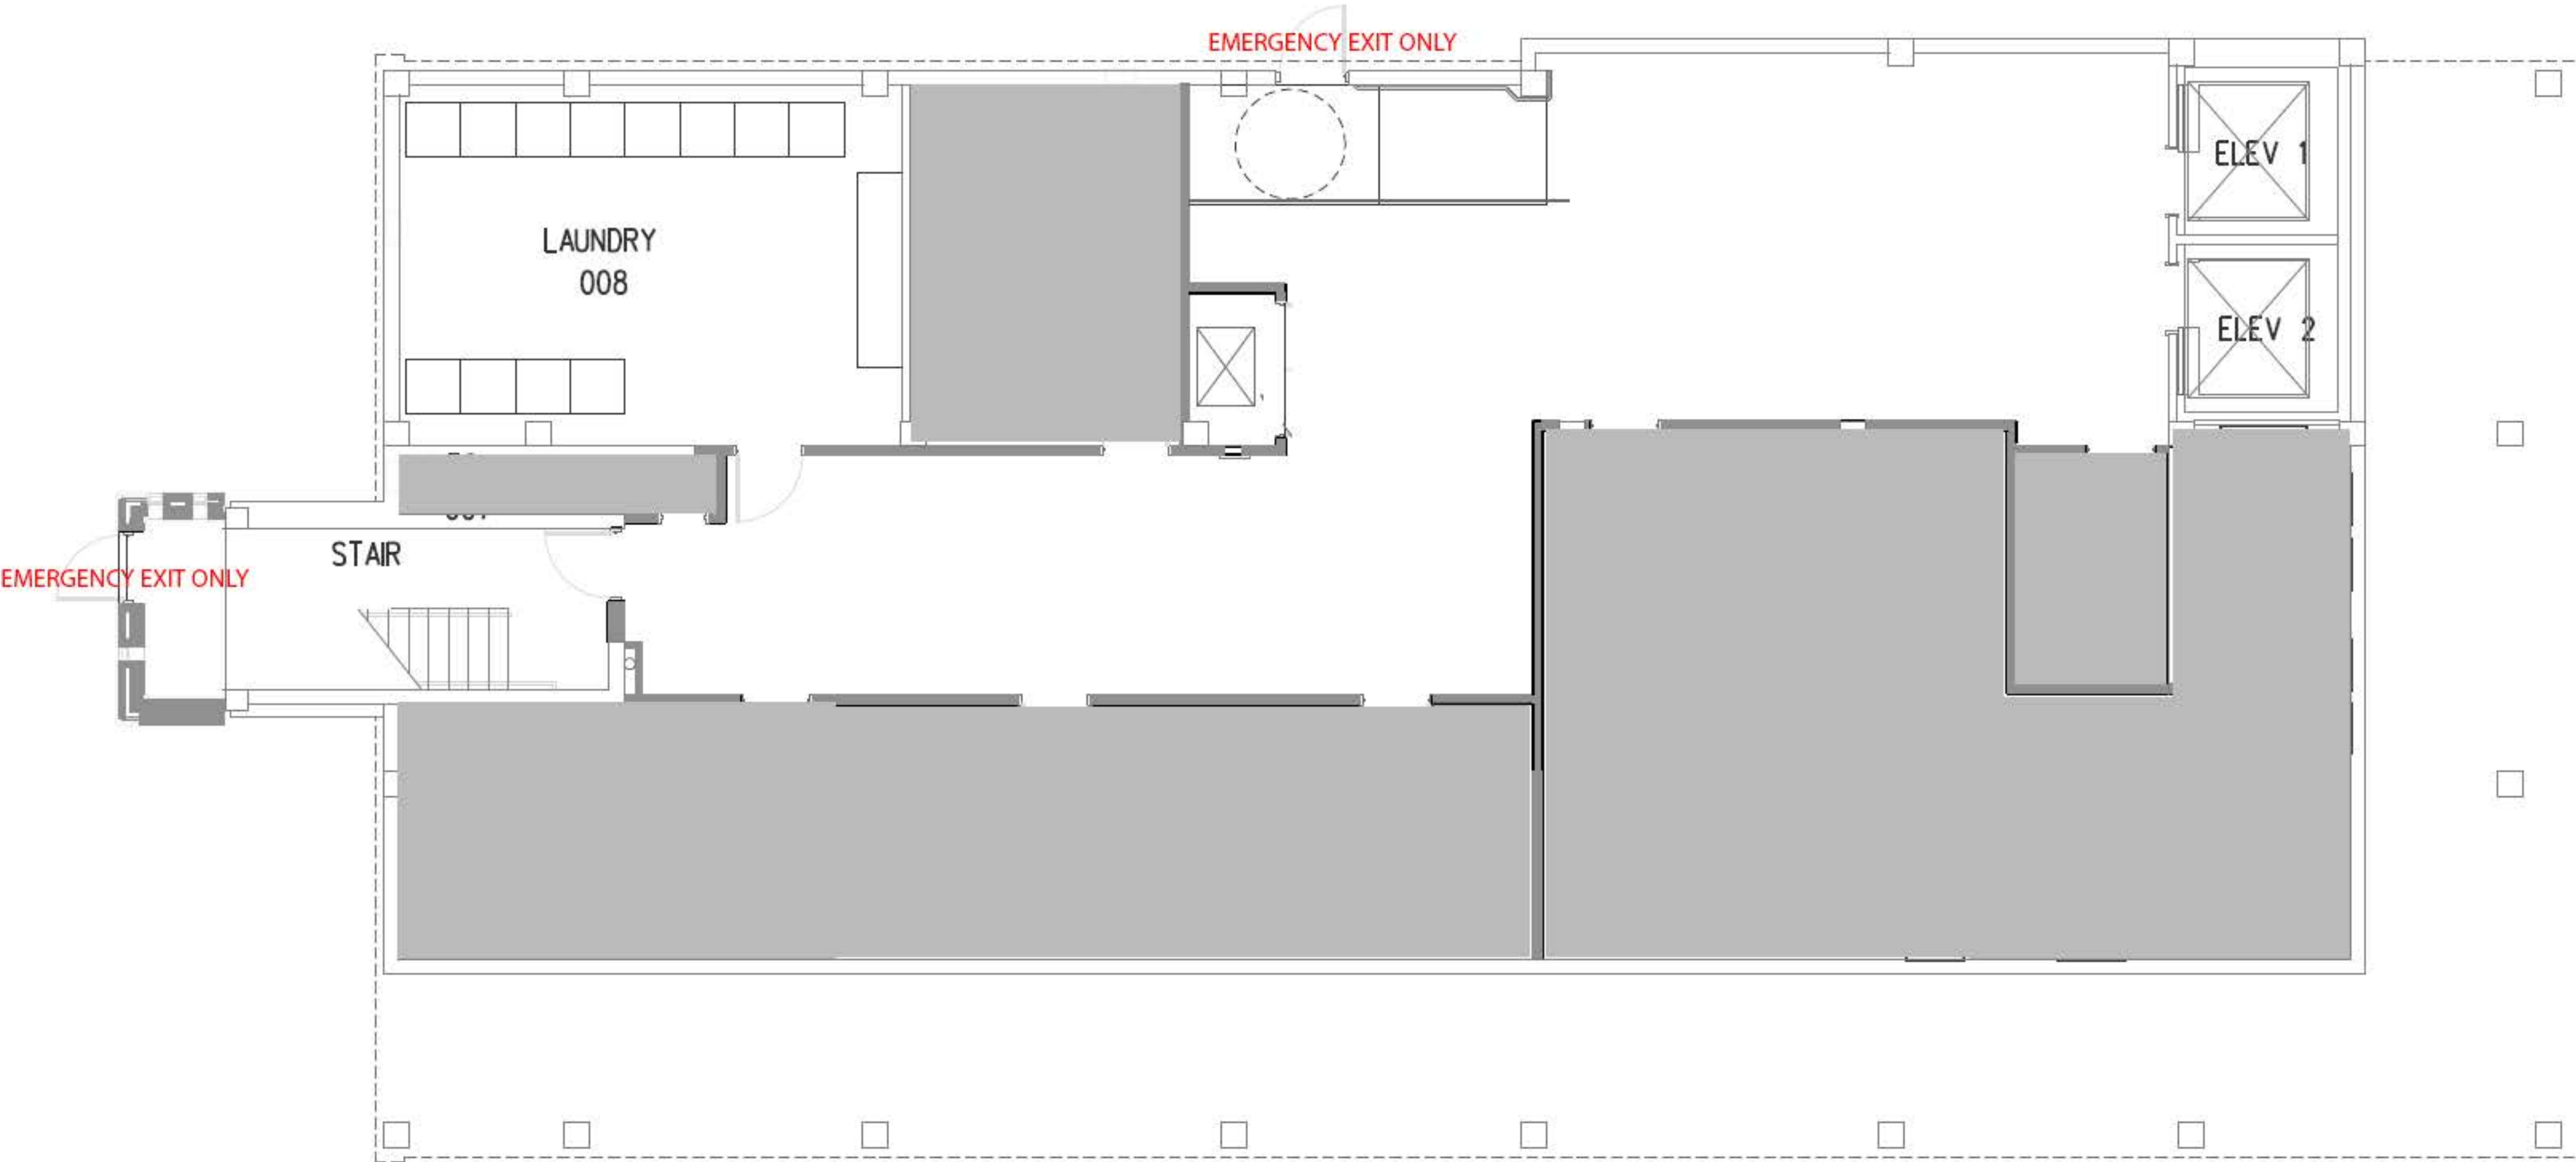 EMERGENCY EXIT ONLY
ELEV 1
LAUNDRY
008
ELEV 2
STAIR
EMERGENCY EXIT ONLY